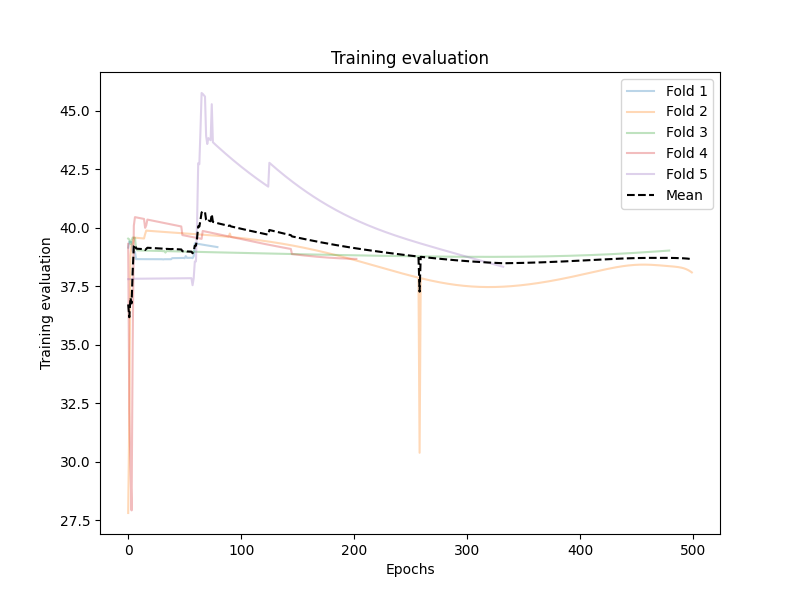 Training evaluation
Training evaluation
45.0
42.5
40.0
37.5
35.0
32.5
30.0
27.5
0
100
200
300
400
500
Epochs
Fold 1
Fold 2
Fold 3
Fold 4
Fold 5
Mean